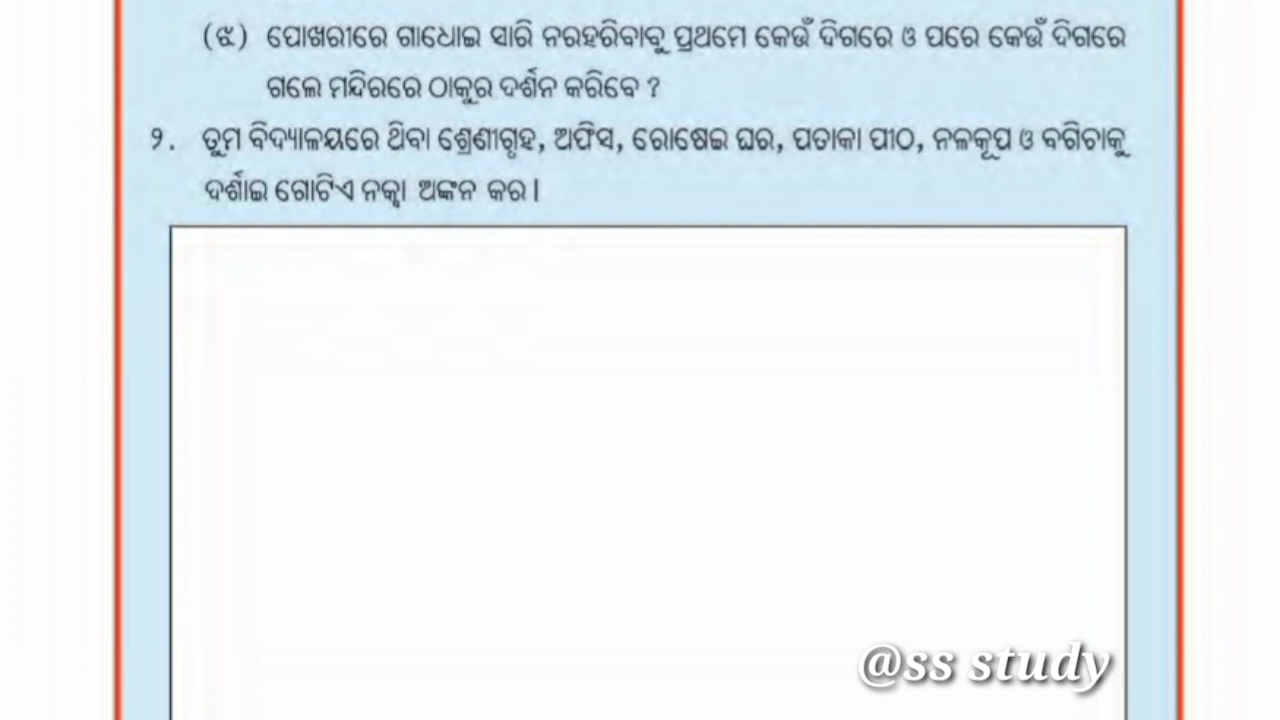 (ଝ) ପୋଖରୀରେ ଗାଧୋଇ ସାରି ନରହରିବାବୁ ପ୍ରଥମେ କେଉଁ ଦିଗରେ ଓ ପରେ କେଉଁ ଦିଗରେ
ଗଲେ ମନ୍ଦିରରେ ଠାକୁର ଦର୍ଶନ କରିବେ ?
୨. ତୁମ ବିଦ୍ୟାଳୟରେ ଥିବା ଶ୍ରେଣୀଗୃହ, ଅଫିସ, ରୋଷେଇ ଘର, ପତାକା ପୀଠ, ନଳକୂପ ଓ ବଗିଚାକୁ
ଦର୍ଶାଇ ଗୋଟିଏ ନକ୍ସା ଅଙ୍କନ କର।
@ss study